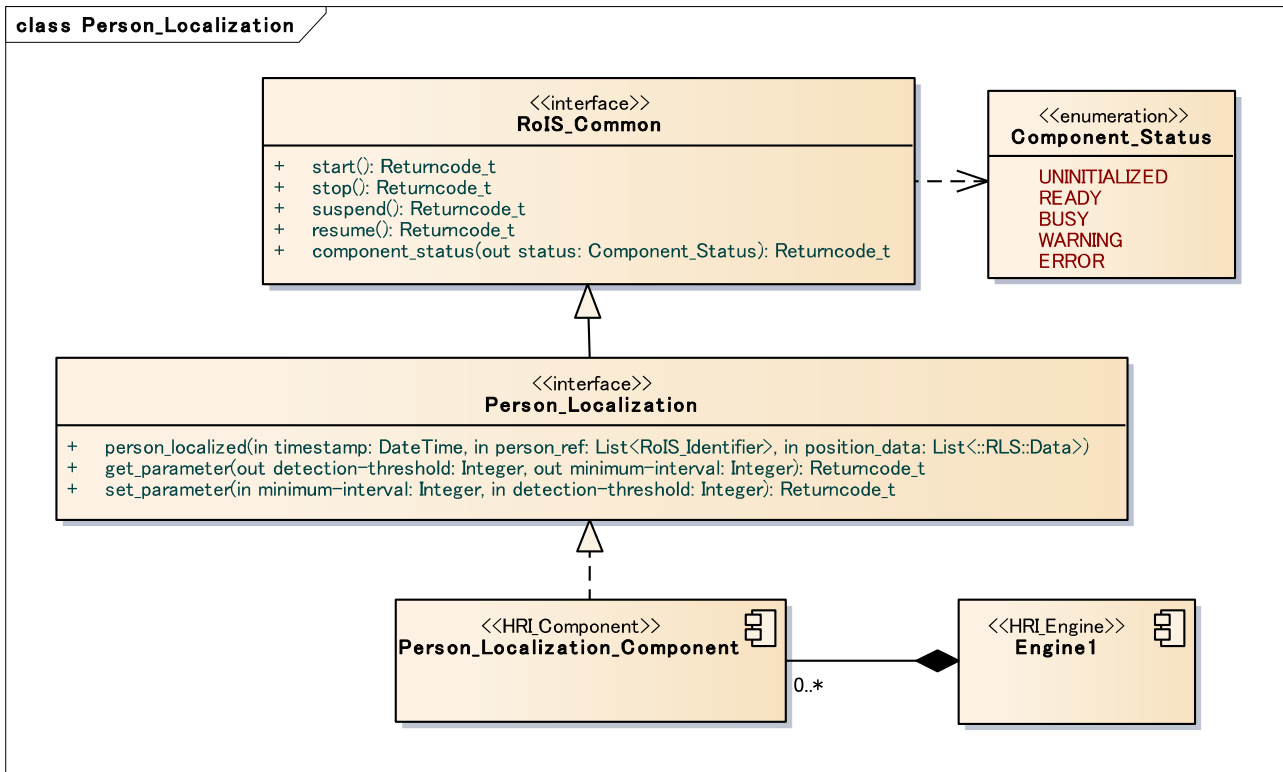 class Person_Localization
<<interface>>
RoIS_Common
+ start(): Returncode_t
+ stop(): Returncode_t
+ suspend(): Returncode_t
+ resume(): Returncode_t
+ component_status(out status: Component_Status): Returncode_t
<<enumeration>>
Component_Status
UNINITIALIZED
READY
BUSY
WARNING
ERROR
<<interface>>
Person_Localization
+ person_localized(in timestamp: DateTime, in person_ref: List<RoIS_Identifier>, in position_data: List<::RLS::Data>)
+ get_parameter(out detection-threshold: Integer, out minimum-interval: Integer): Returncode_t
+ set_parameter(in minimum-interval: Integer, in detection-threshold: Integer): Returncode_t
<<HRI_Component>>
Person_Localization_Component
0..*
<<HRI_Engine>>
Engine1